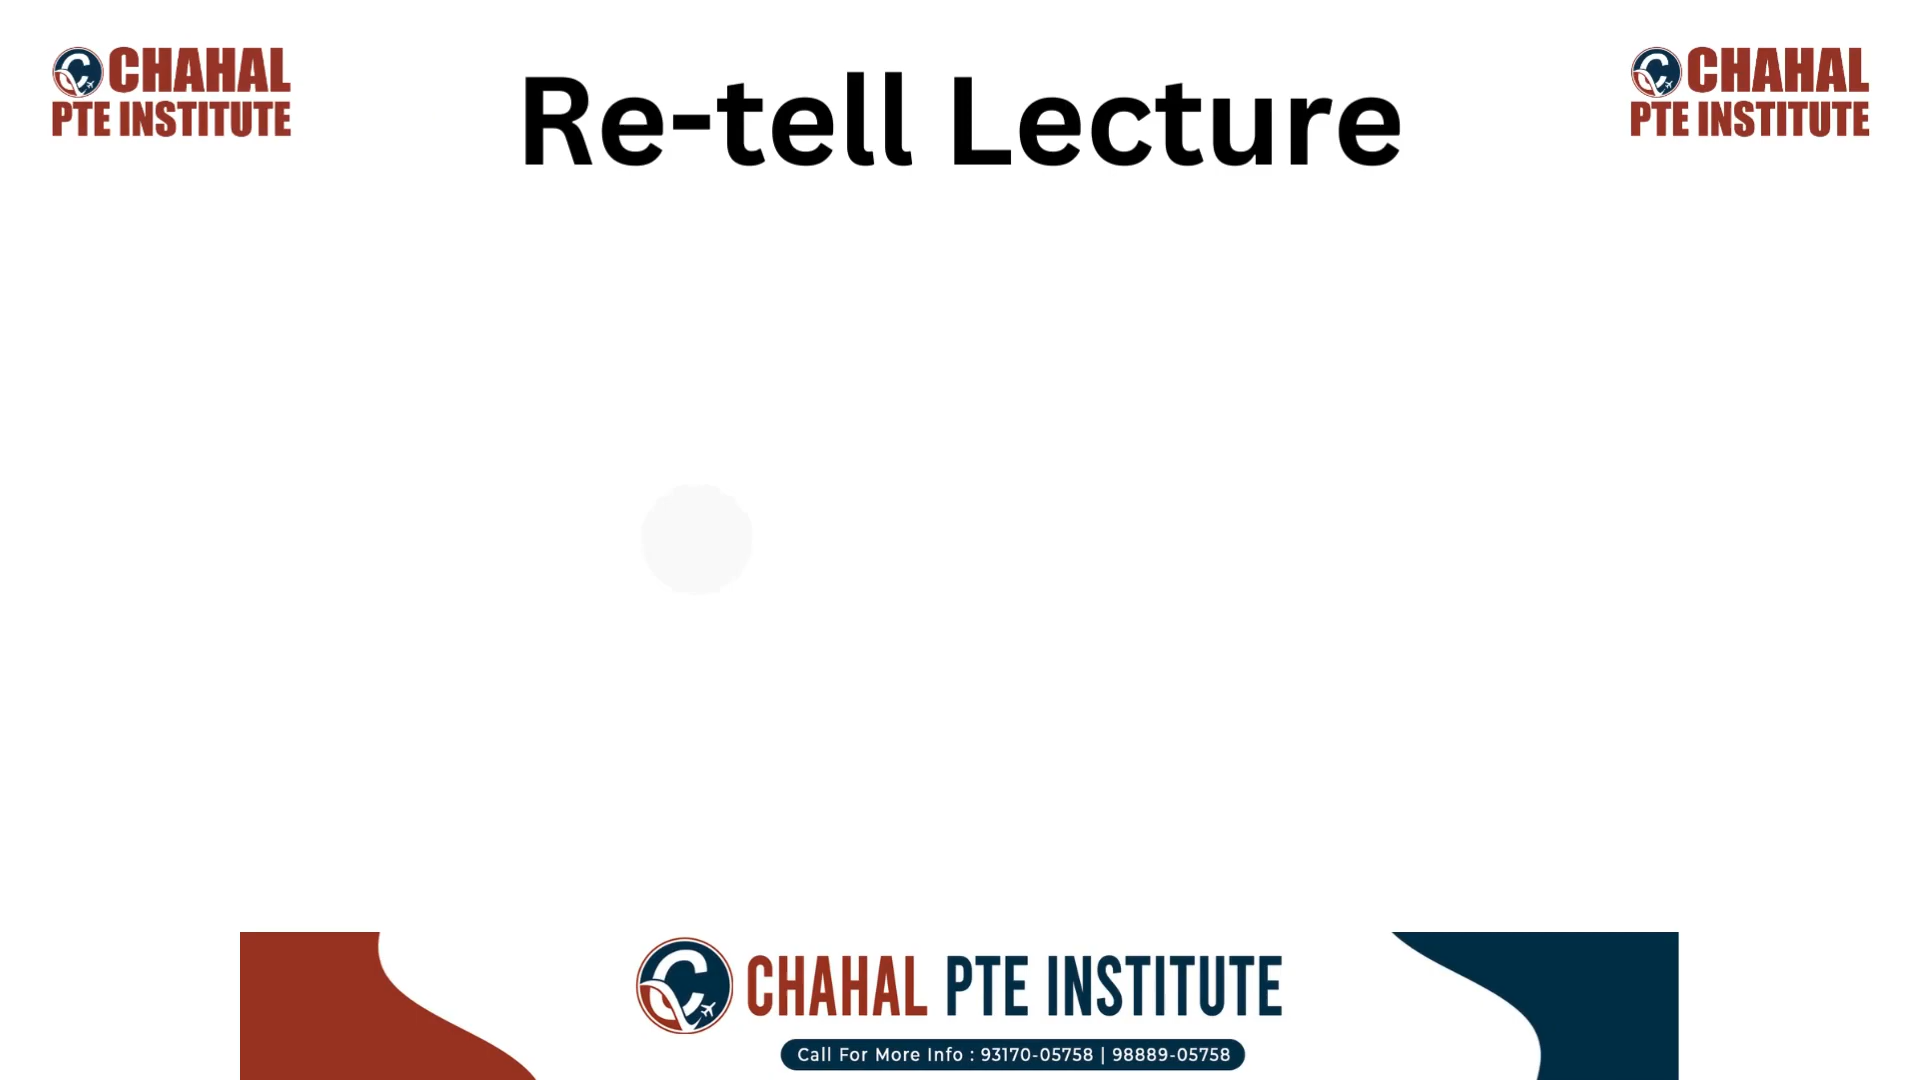 CHAHAL
PTE INSTITUTE
Re-tell Lecture
CHAHAL
PTE INSTITUTE
CHAHAL PTE INSTITUTE
Call For More Info : 93170-05758 | 98889-05758